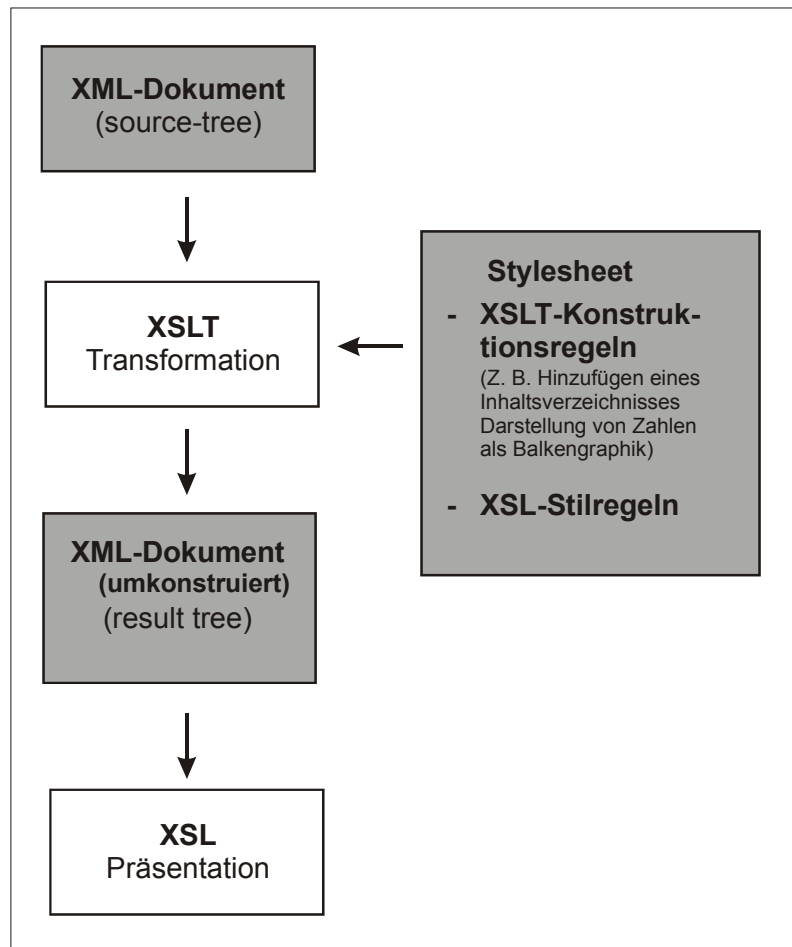 XML-Dokument
(source-tree)
XSLT
Transformation
Stylesheet
- XSLT-Konstruk-
tionsregeln
(Z. B. Hinzufügen eines
Inhaltsverzeichnisses
Darstellung von Zahlen
als Balkengraphik)
- XSL-Stilregeln
XML-Dokument
(umkonstruiert)
(result tree)
XSL
Präsentation